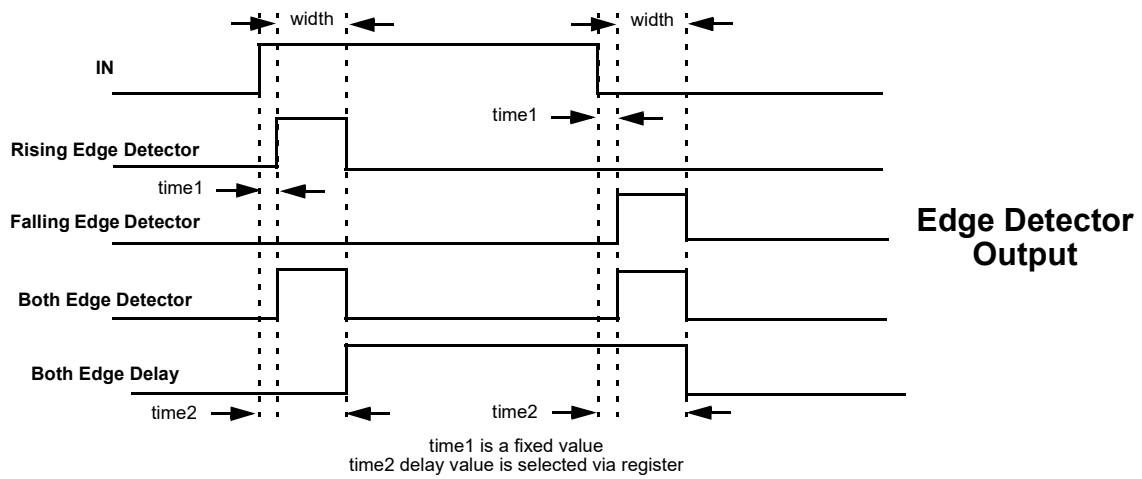 width
width
IN
time1
Rising Edge Detector
time1
Falling Edge Detector
Edge Detector
Output
Both Edge Detector
Both Edge Delay
time2
time2
time1 is a fixed value
time2 delay value is selected via register